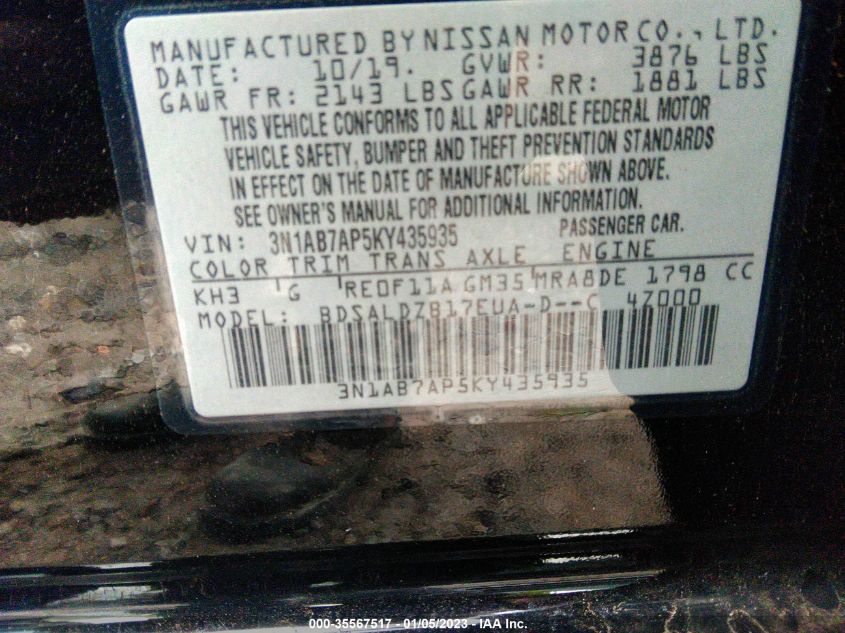 MANUFACTURED BY NISSAN MOTOR CO., LTD.
DATE: 10/19. GVWR: 3876 LBS
GAWR FR: 2143 LBS GAWR RR: 1881 LBS
THIS VEHICLE CONFORMS TO ALL APPLICABLE FEDERAL MOTOR
VEHICLE SAFETY, BUMPER AND THEFT PREVENTION STANDARDS
IN EFFECT ON THE DATE OF MANUFACTURE SHOWN ABOVE.
SEE OWNER'S MANUAL FOR ADDITIONAL INFORMATION.
VIN: 3N1AB7AP5KY435935 PASSENGER CAR.
COLOR TRIM TRANS AXLE ENGINE
KH3 G RE0F11A GM35 MRA8DE 1798 CC
MODEL: BDSALDZB17EUA-D--C 47000
3N1AB7AP5KY435935
000-35567517 - 01/05/2023 - IAA Inc.